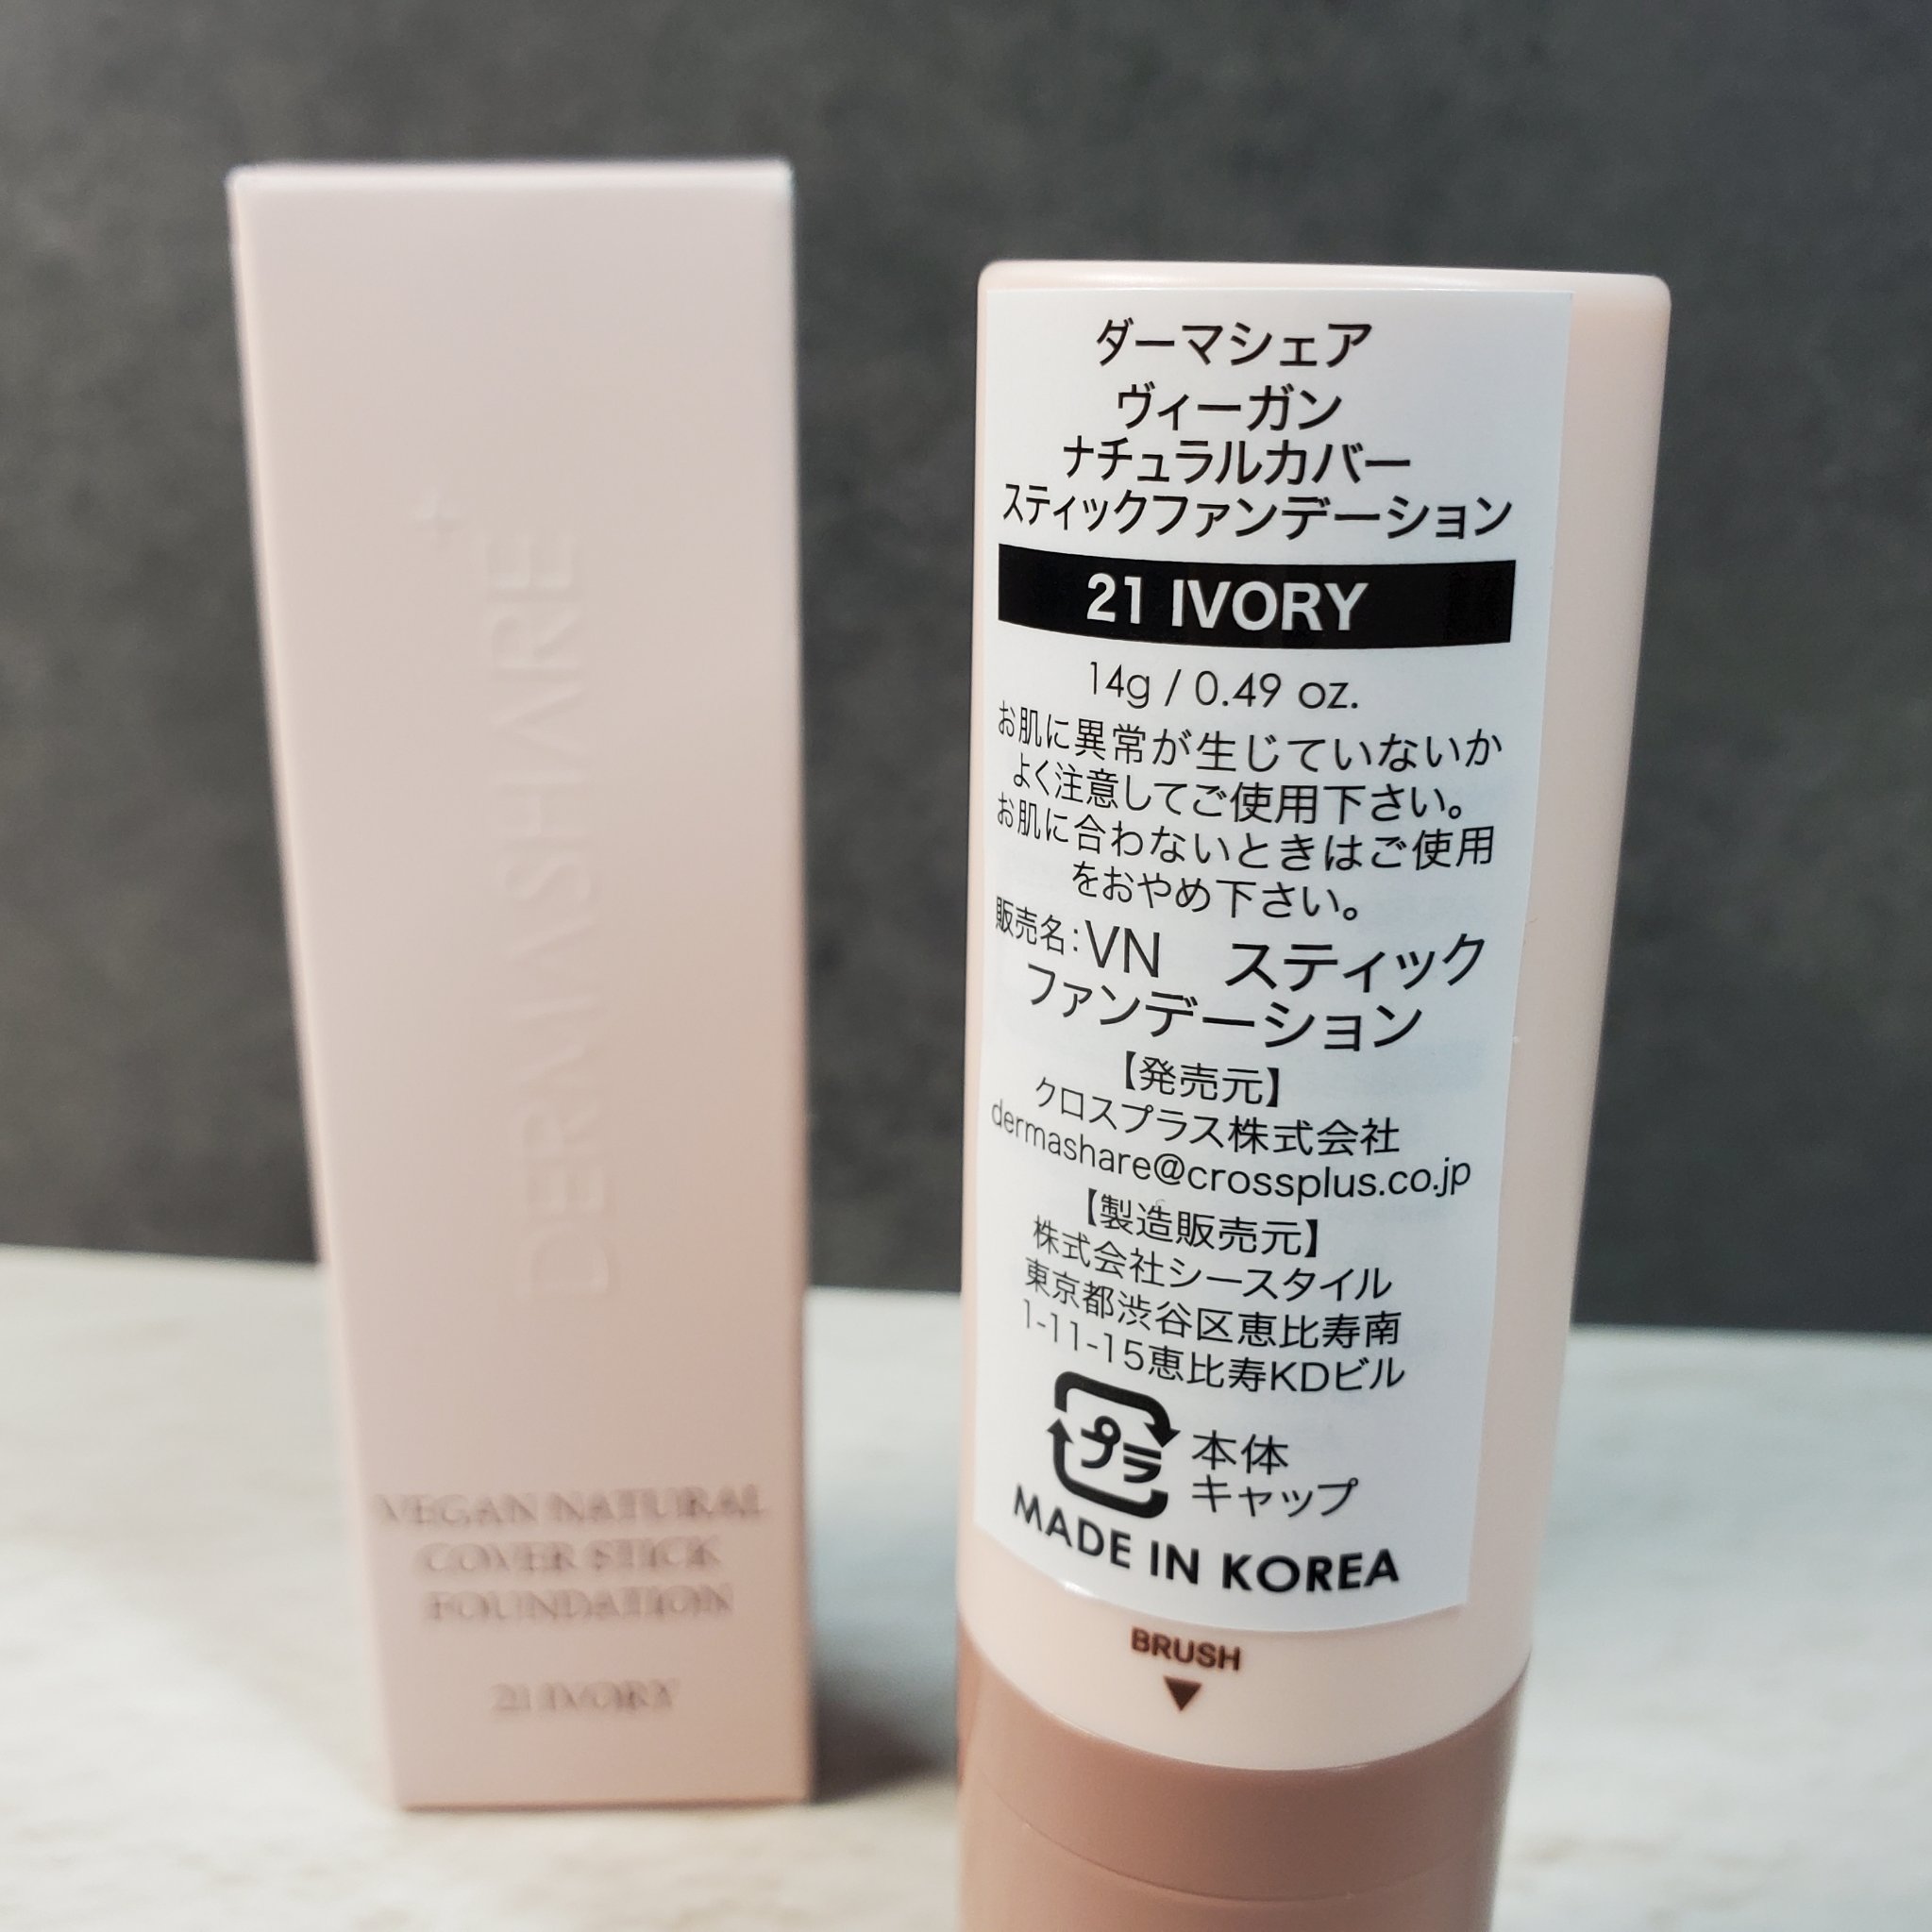 DERMASHARE
VEGAN NATURAL
COVER STICK
FOUNDATION
21 IVORY
ダーマシェア
ヴィーガン
ナチュラルカバー
スティックファンデーション
21 IVORY
14g / 0.49 oz.
お肌に異常が生じていないか
よく注意してご使用下さい。
お肌に合わないときはご使用
をおやめ下さい。
販売名:VN スティック
ファンデーション
【発売元】
クロスプラス株式会社
dermashare@crossplus.co.jp
【製造販売元】
株式会社シースタイル
東京都渋谷区恵比寿南
1-11-15恵比寿KDビル
プラ 本体
キャップ
MADE IN KOREA
BRUSH